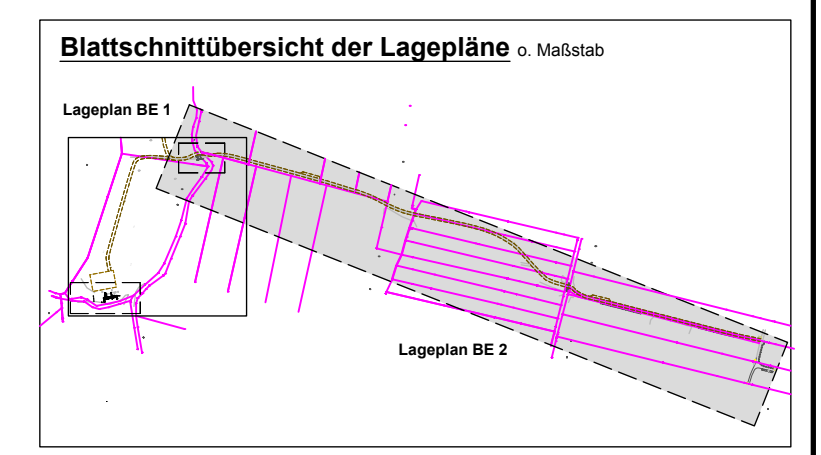 Blattschnittübersicht der Lagepläne o. Maßstab
Lageplan BE 1
Lageplan BE 2